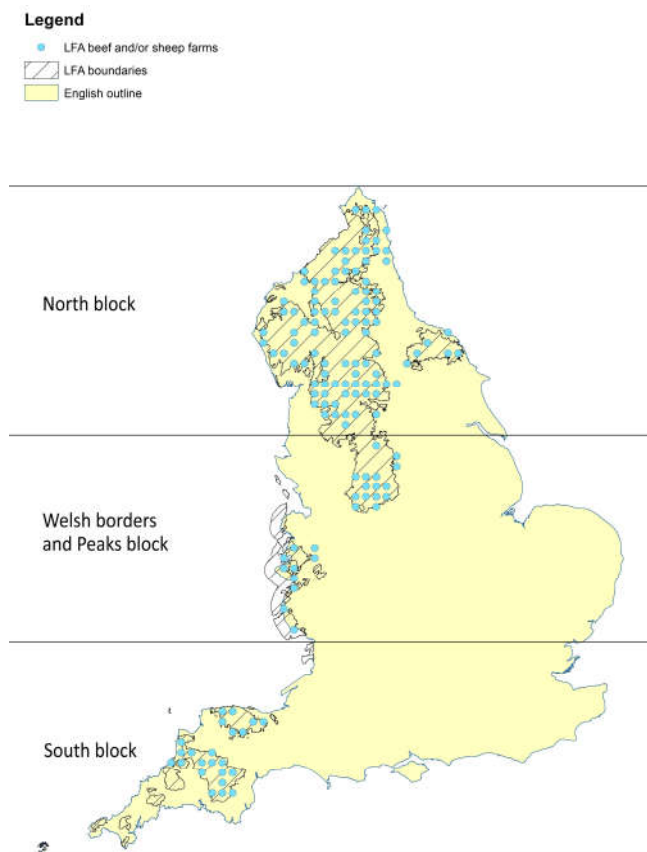 Legend
LFA beef and/or sheep farms
LFA boundaries
English outline
North block
Welsh borders
and Peaks block
South block